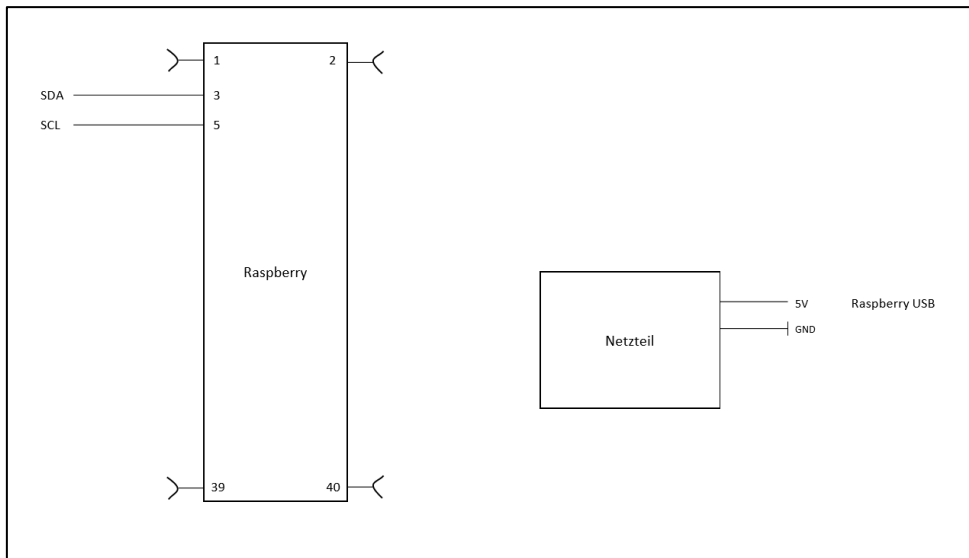 1 2
SDA 3
SCL 5
Raspberry
5V Raspberry USB
GND
Netzteil
39 40